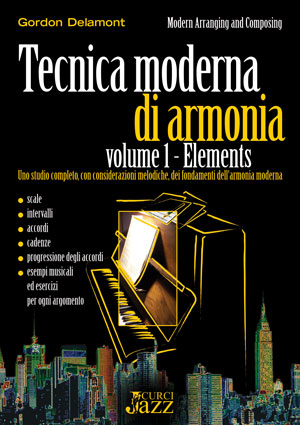 Gordon Delamont
Modern Arranging and Composing
Tecnica moderna
di armonia
volume 1 - Elements
Uno studio completo, con considerazioni melodiche, dei fondamenti dell'armonia moderna
• scale
• intervalli
• accordi
• cadenze
• progressione degli accordi
• esempi musicali
ed esercizi
per ogni argomento
CURCI
JAZZ